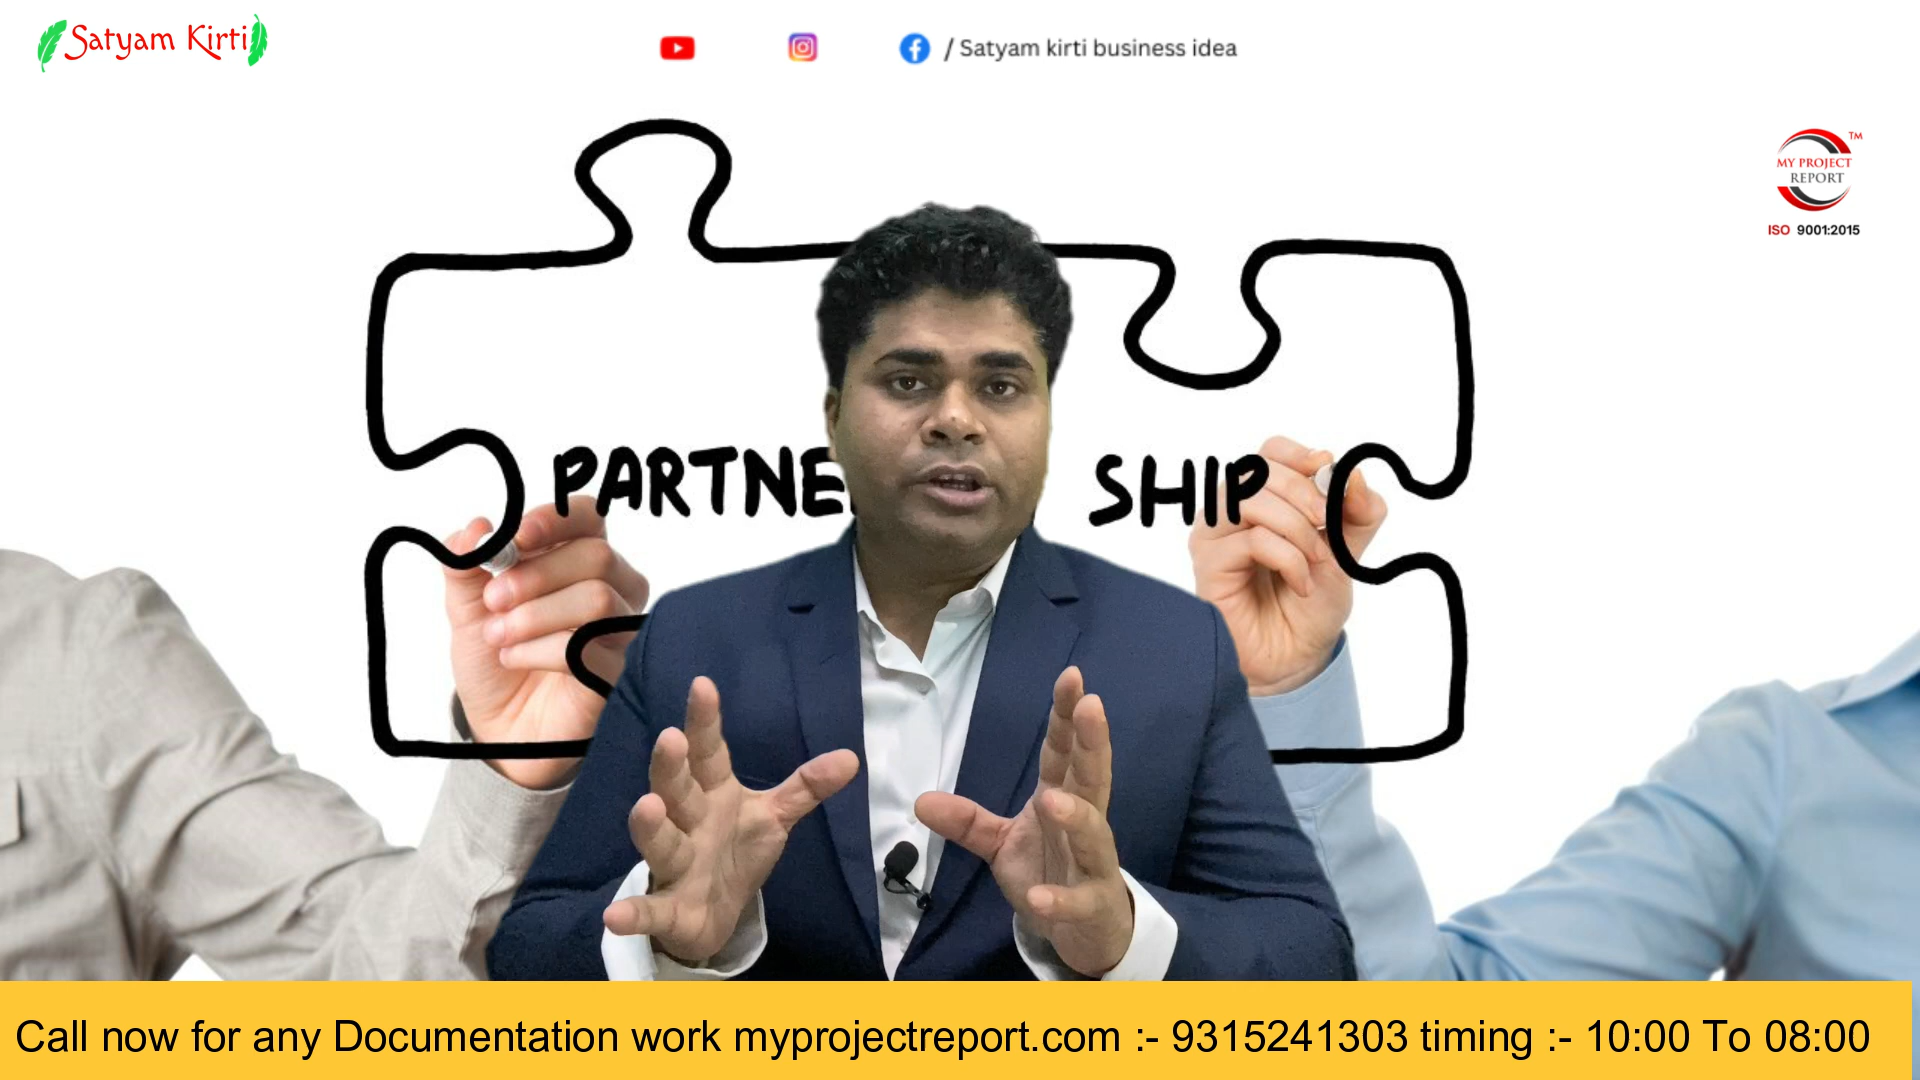 Satyam Kirti
/ Satyam kirti business idea
TM
MY PROJECT
REPORT
ISO 9001:2015
PARTNE SHIP
Call now for any Documentation work myprojectreport.com :- 9315241303 timing :- 10:00 To 08:00